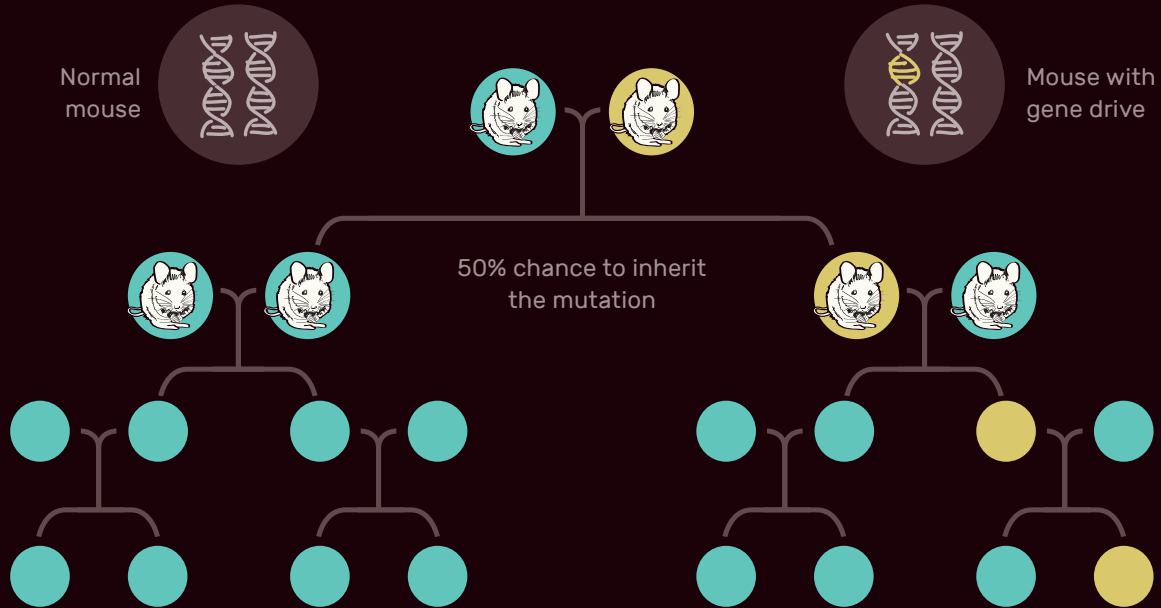 Normal
mouse
Mouse with
gene drive
50% chance to inherit
the mutation